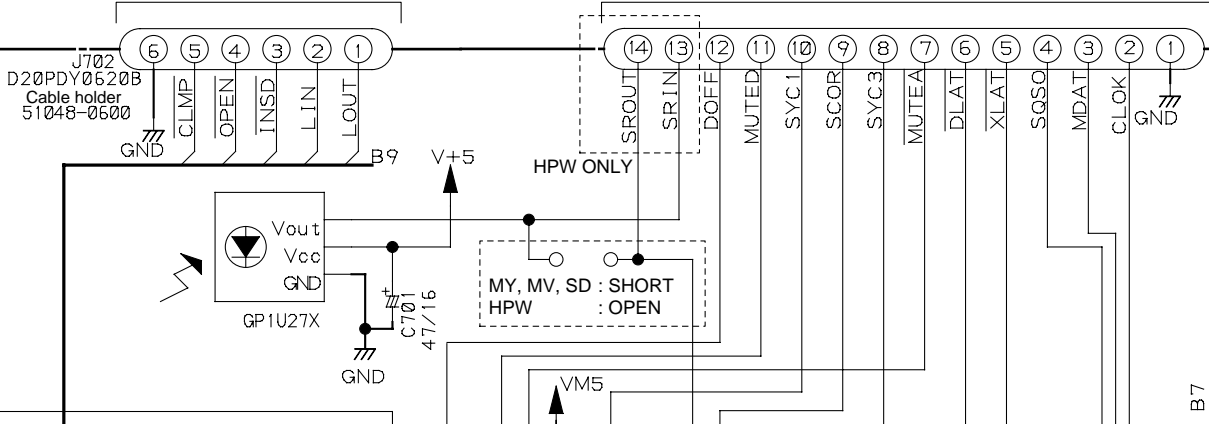 6 5 4 3 2 1
14 13 12 11 10 9 8 7 6 5 4 3 2 1
J702
D20PDY0620B
Cable holder
51048-0600
GND
CLMP
OPEN
INSD
LIN
LOUT
B9
SROUT
SRIN
DOFF
MUTED
SYC1
SCOR
SYC3
MUTEA
DLAT
XLAT
SQSO
MDAT
CLOK
GND
HPW ONLY
V+5
Vout
Vcc
GND
GP1U27X
+
C701
47/16
GND
MY, MV, SD : SHORT
HPW : OPEN
VM5
B7